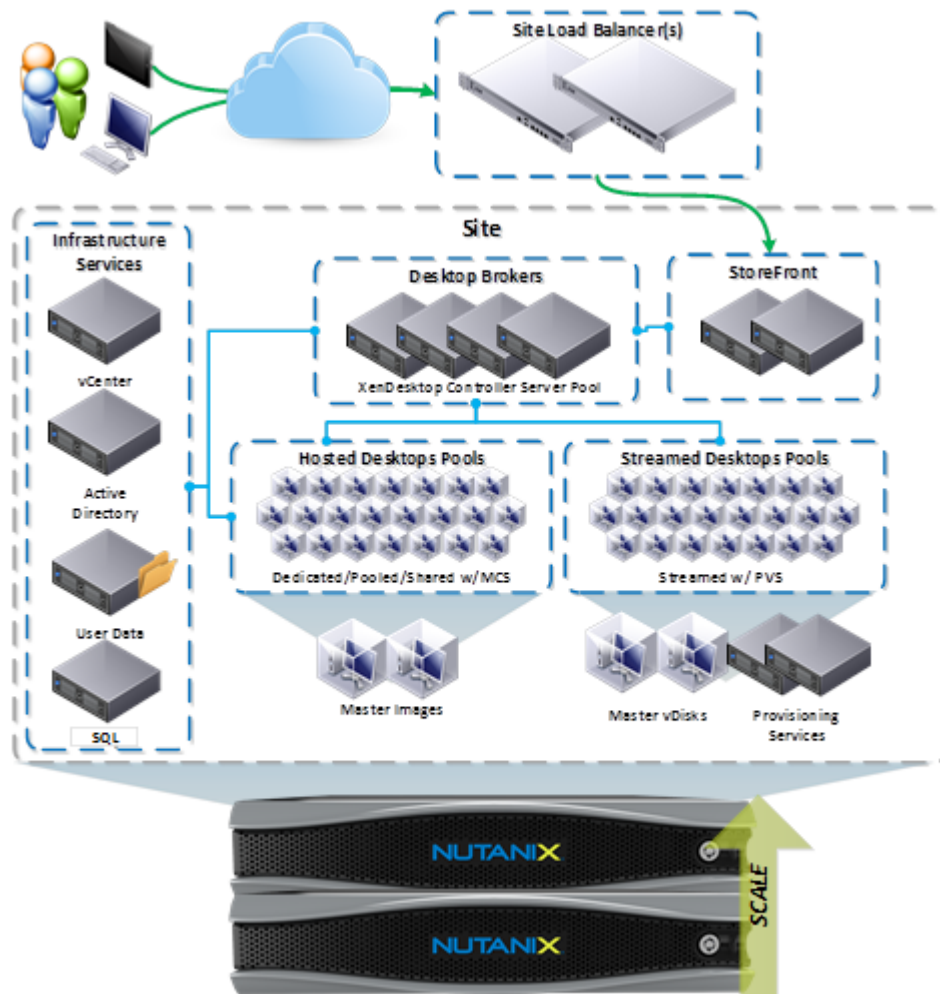 Site Load Balancer(s)
Site
Infrastructure
Services
vCenter
Active
Directory
User Data
SQL
Desktop Brokers
XenDesktop Controller Server Pool
StoreFront
Hosted Desktops Pools
Dedicated/Pooled/Shared w/MCS
Streamed Desktops Pools
Streamed w/ PVS
Master Images
Master vDisks
Provisioning
Services
NUTANIX
NUTANIX
SCALE